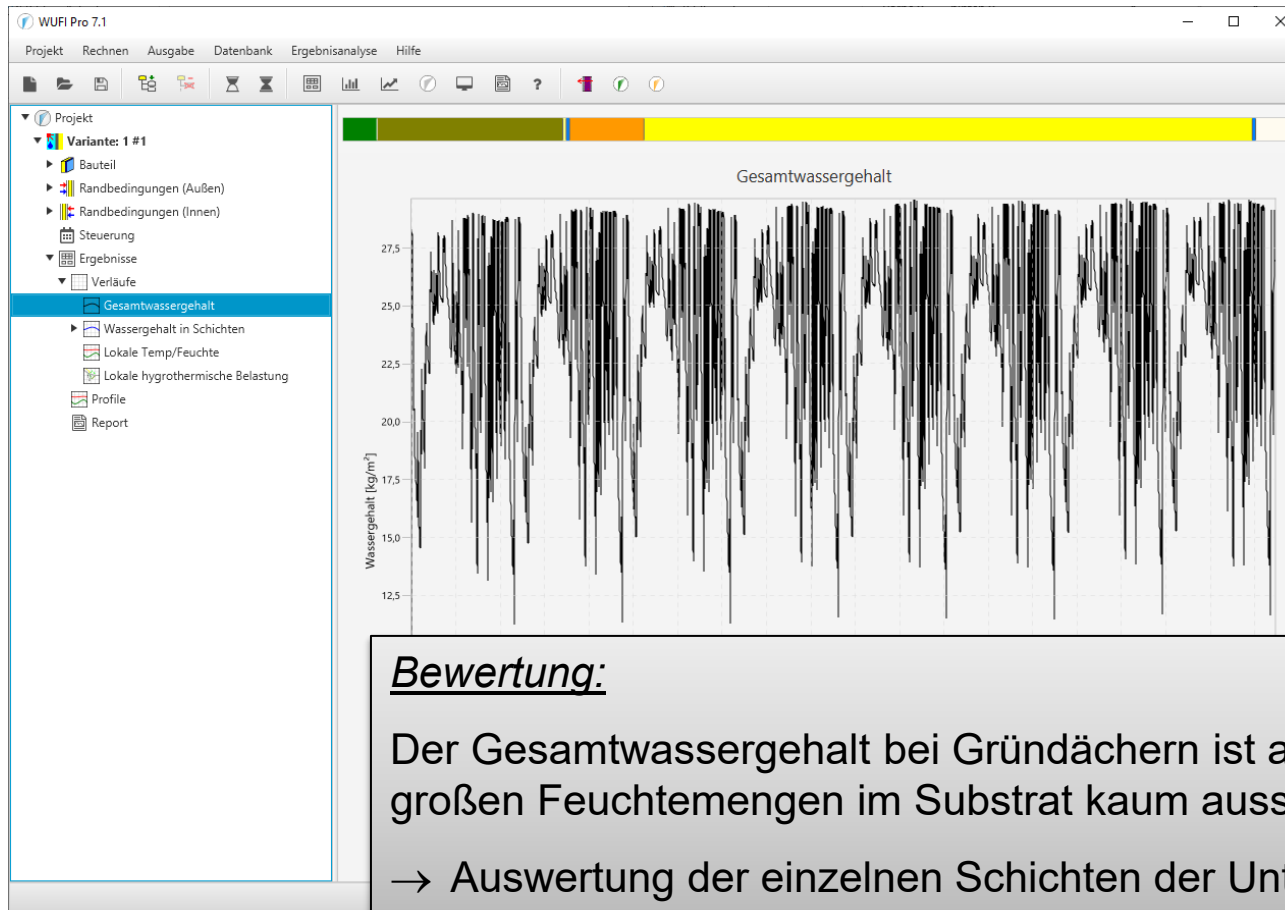 WUFI Pro 7.1
Projekt Rechnen Ausgabe Datenbank Ergebnisanalyse Hilfe
?
Projekt
Variante: 1 #1
Bauteil
Randbedingungen (Außen)
Randbedingungen (Innen)
Steuerung
Ergebnisse
Verläufe
Gesamtwassergehalt
Wassergehalt in Schichten
Lokale Temp/Feuchte
Lokale hygrothermische Belastung
Profile
Report
Gesamtwassergehalt
Wassergehalt [kg/m²]
27,5
25,0
22,5
20,0
17,5
15,0
12,5
Bewertung:
Der Gesamtwassergehalt bei Gründächern ist a
großen Feuchtemengen im Substrat kaum auss
→ Auswertung der einzelnen Schichten der Unt